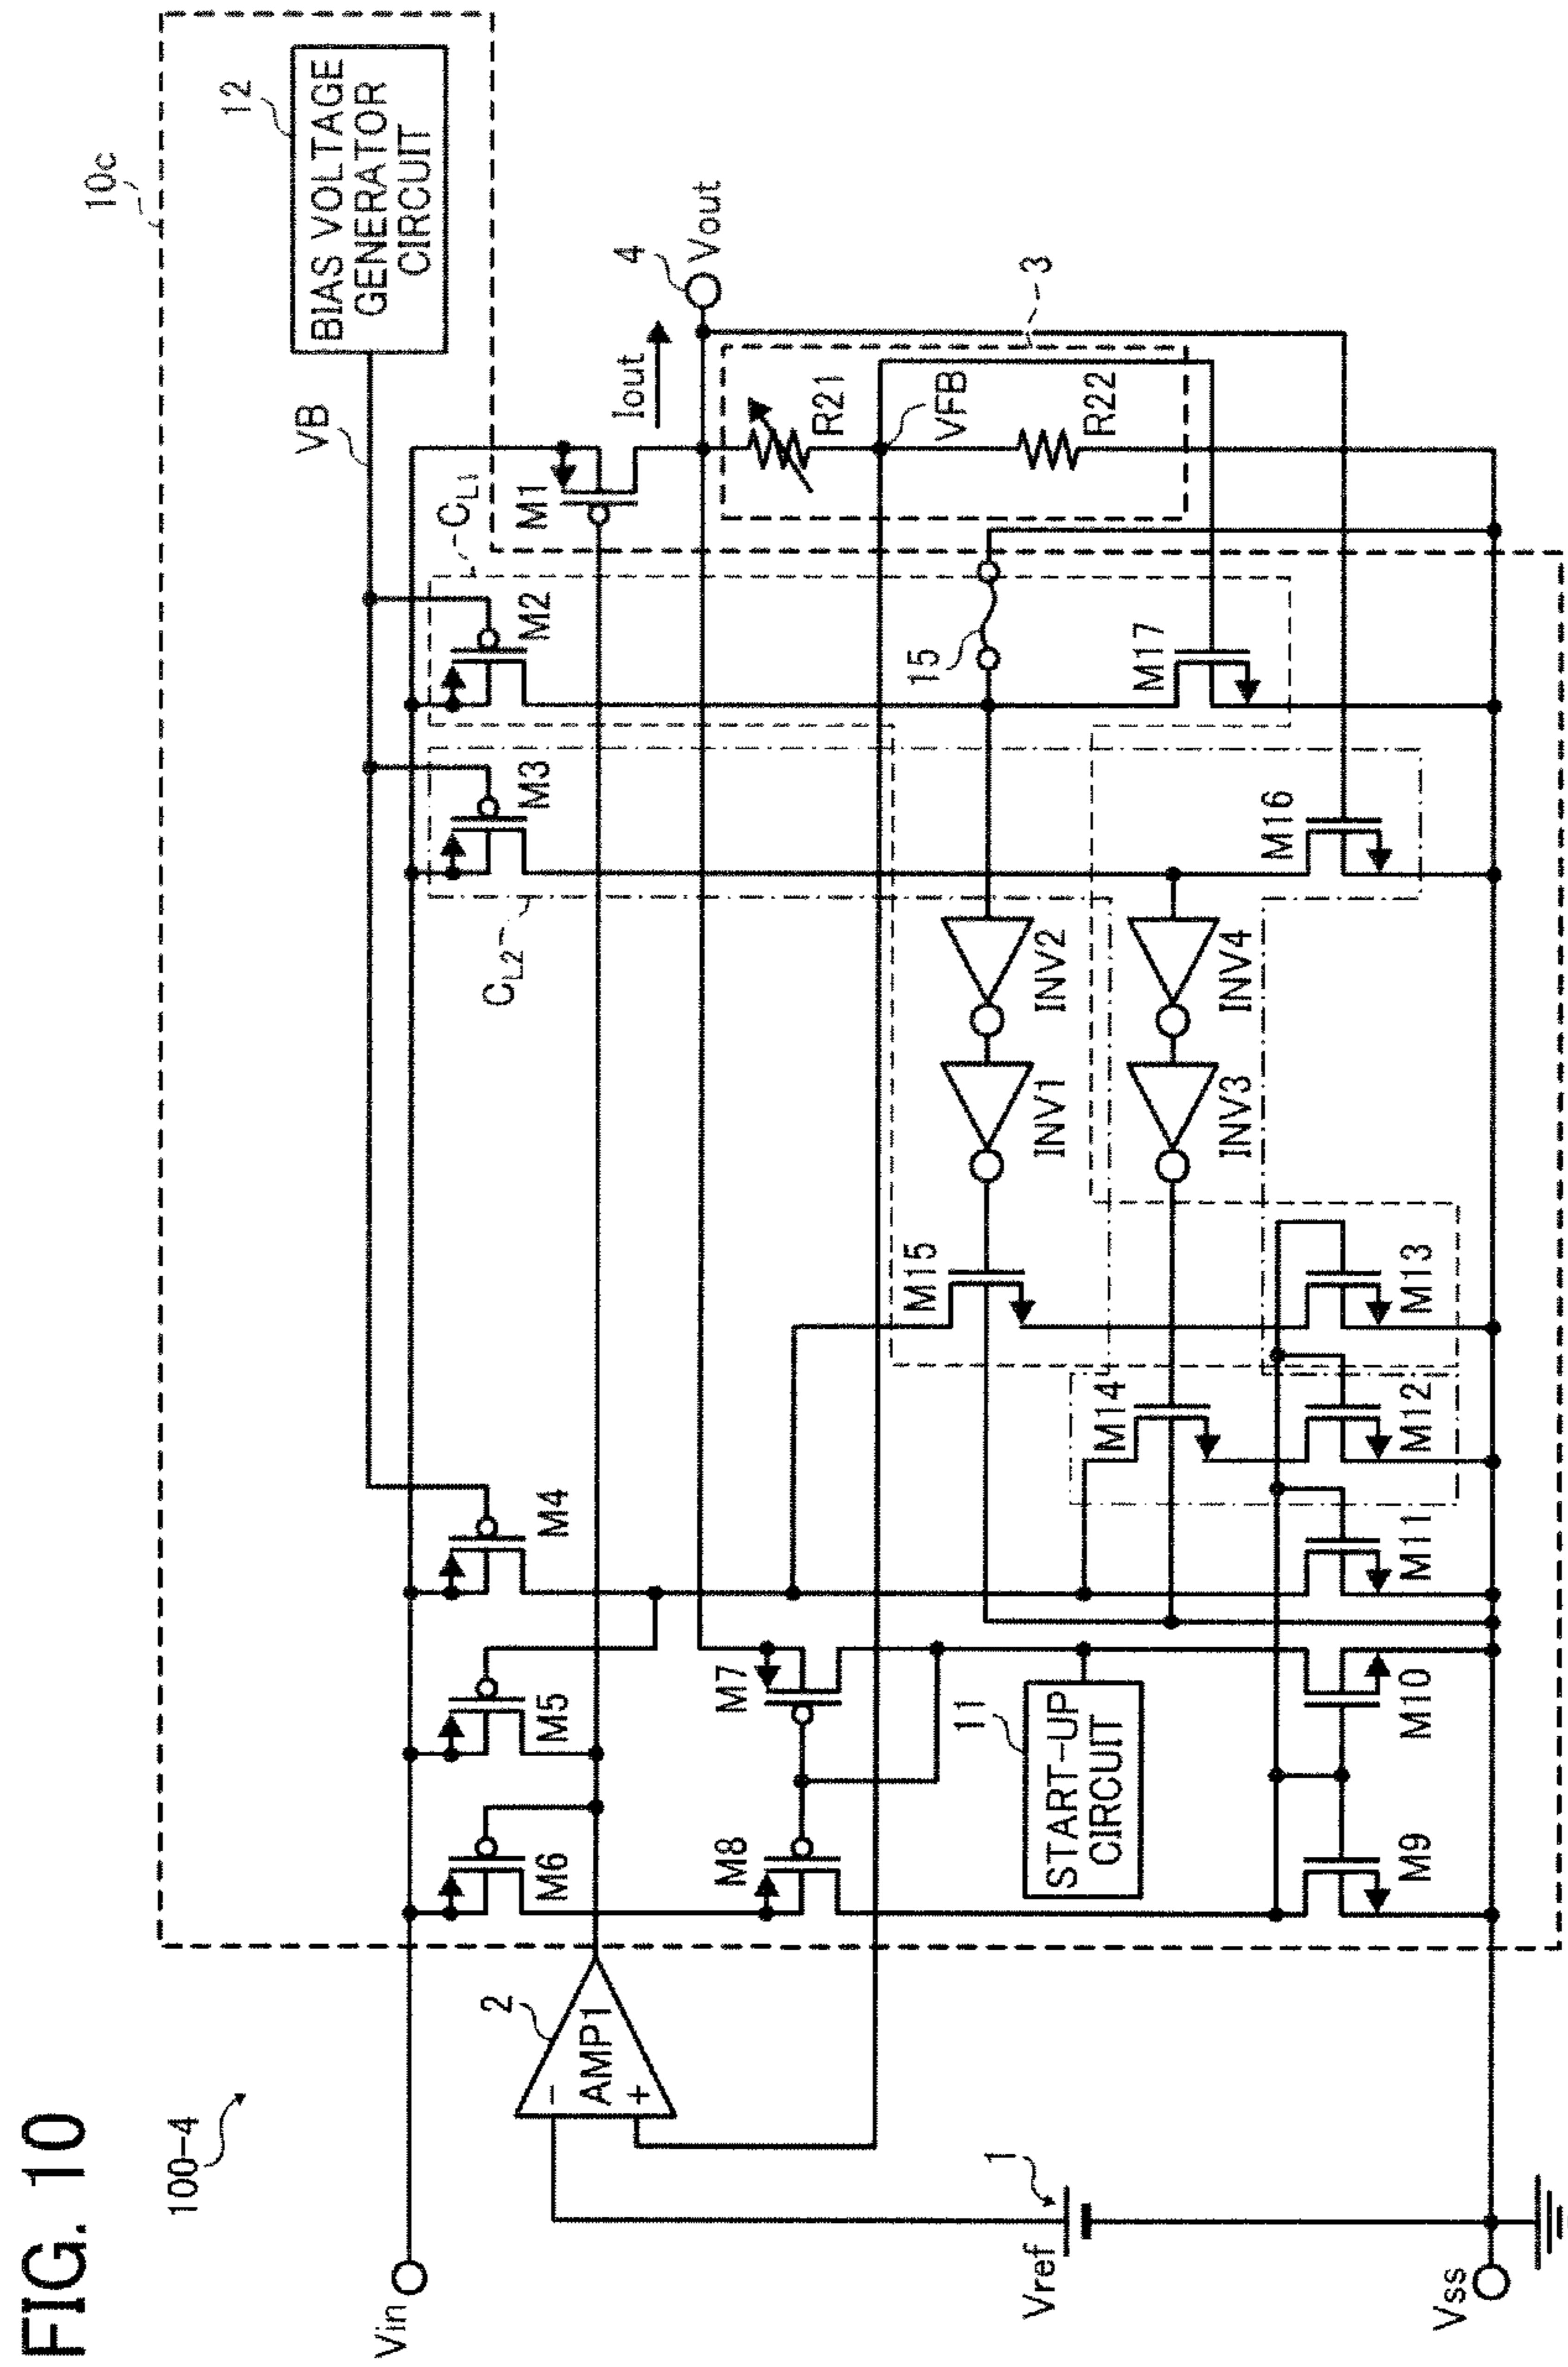 FIG. 10
100-4
10c
12
BIAS VOLTAGE
GENERATOR
CIRCUIT
VB
Vin
M6
M5
M4
M3
M2
CL1
CL2
M1
Iout
4
Vout
2
AMP1
−
+
M8
M7
3
R21
VFB
R22
15
M17
M16
INV2
INV1
INV4
INV3
M15
M14
11
START-UP
CIRCUIT
1
Vref
M9
M10
M11
M12
M13
Vss